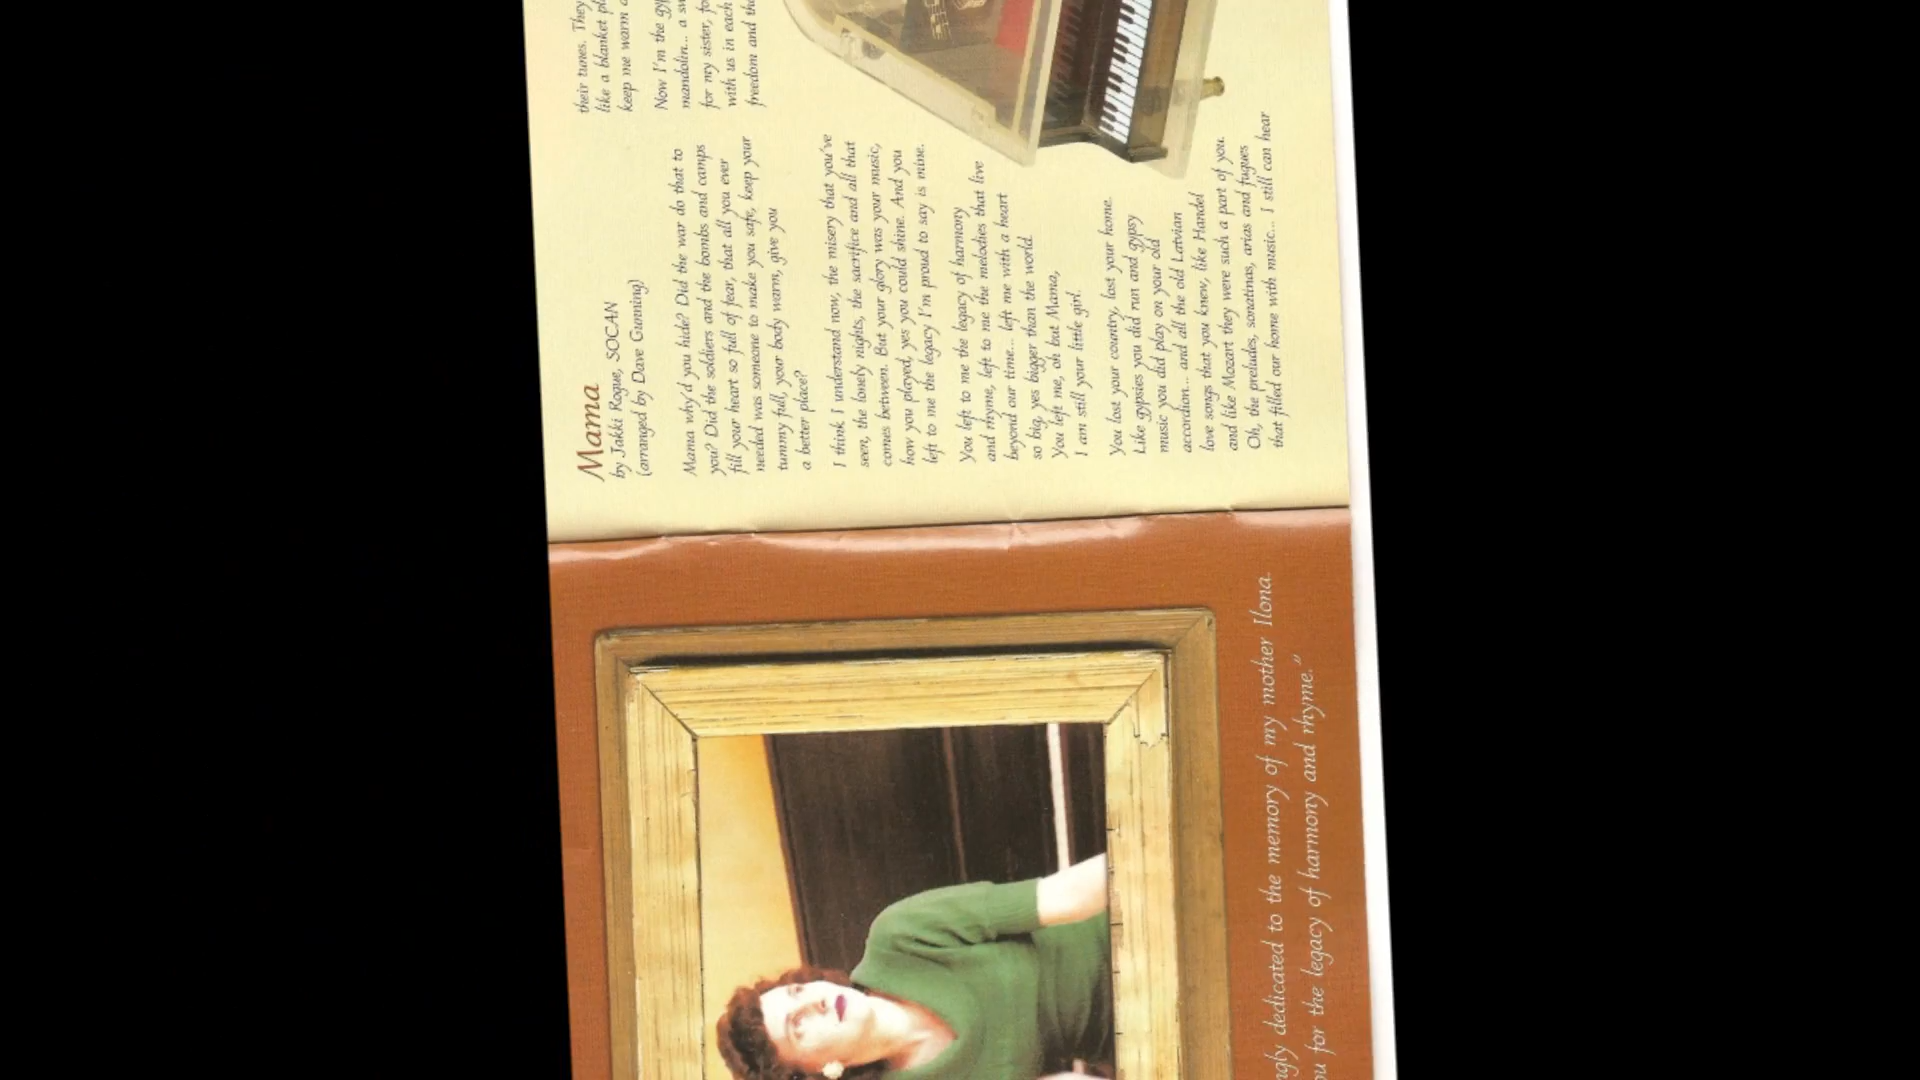 ngly dedicated to the memory of my mother Ilona.
ou for the legacy of harmony and rhyme."
Mama
by Jakki Rogue, SOCAN
(arranged by Dave Gunning)
Mama why'd you hide? Did the war do that to
you? Did the soldiers and the bombs and camps
fill your heart so full of fear, that all you ever
needed was someone to make you safe, keep your
tummy full, your body warm, give you
a better place?
I think I understand now, the misery that you've
seen, the lonely nights, the sacrifice and all that
comes between. But your glory was your music,
how you played, yes you could shine. And you
left to me the legacy I'm proud to say is mine.
You left to me the legacy of harmony
and rhyme, left to me the melodies that live
beyond our time... left me with a heart
so big, yes bigger than the world.
You left me, oh but Mama,
I am still your little girl.
You lost your country, lost your home.
Like gypsies you did run and gypsy
music you did play on your old
accordion... and all the old Latvian
love songs that you knew, like Handel
and like Mozart they were such a part of you.
Oh, the preludes, sonatinas, arias and fugues
that filled our home with music... I still can hear
their tunes. They
like a blanket
keep me warm
Now I'm the
mandolin... a
for my sister,
with us in each
freedom and